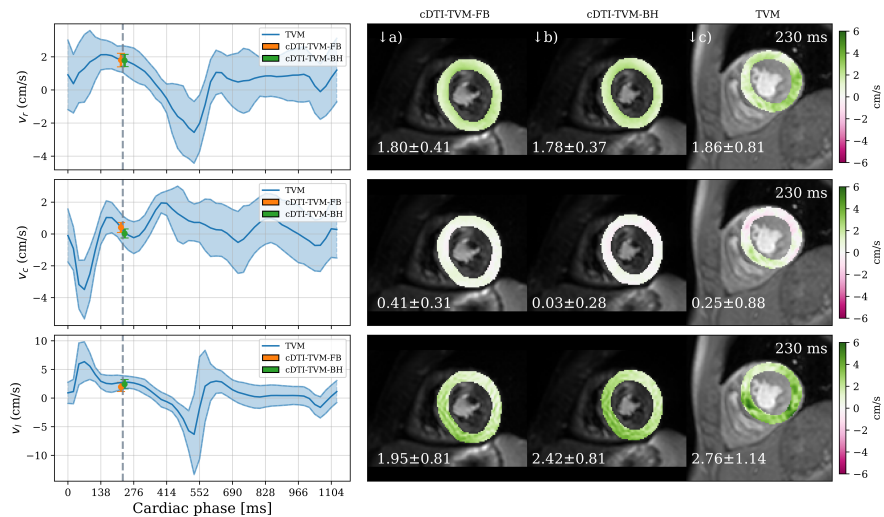 cDTI-TVM-FB
cDTI-TVM-BH
TVM
2
0
−2
−4
v_r (cm/s)
TVM
cDTI-TVM-FB
cDTI-TVM-BH
↓a)
1.80±0.41
↓b)
1.78±0.37
↓c)
230 ms
1.86±0.81
6
4
2
0
−2
−4
−6
cm/s
2
0
−2
−4
v_c (cm/s)
TVM
cDTI-TVM-FB
cDTI-TVM-BH
0.41±0.31
0.03±0.28
230 ms
0.25±0.88
6
4
2
0
−2
−4
−6
cm/s
10
5
0
−5
−10
v_l (cm/s)
TVM
cDTI-TVM-FB
cDTI-TVM-BH
1.95±0.81
2.42±0.81
230 ms
2.76±1.14
6
4
2
0
−2
−4
−6
cm/s
0 138 276 414 552 690 828 966 1104
Cardiac phase [ms]